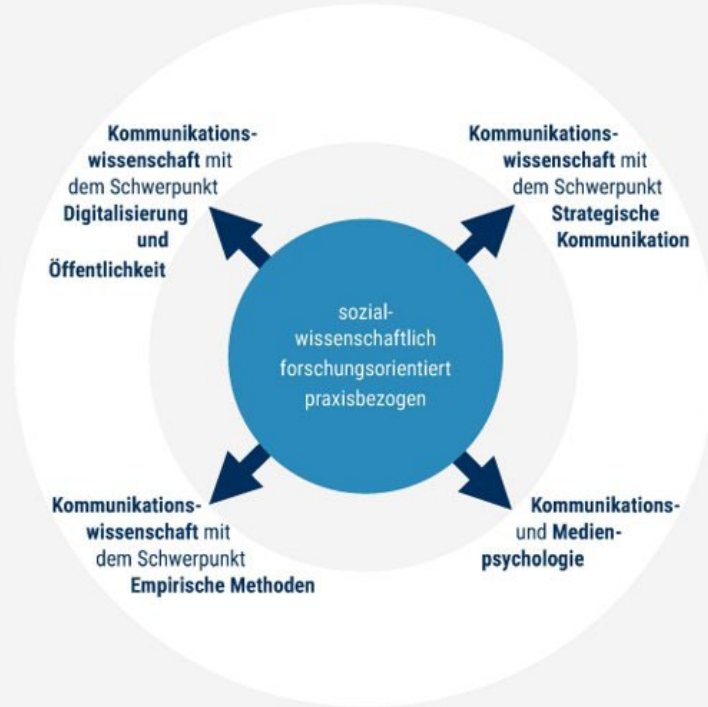 Kommunikations-
wissenschaft mit
dem Schwerpunkt
Digitalisierung
und
Öffentlichkeit
Kommunikations-
wissenschaft mit
dem Schwerpunkt
Strategische
Kommunikation
sozial-
wissenschaftlich
forschungsorientiert
praxisbezogen
Kommunikations-
wissenschaft mit
dem Schwerpunkt
Empirische Methoden
Kommunikations-
und Medien-
psychologie